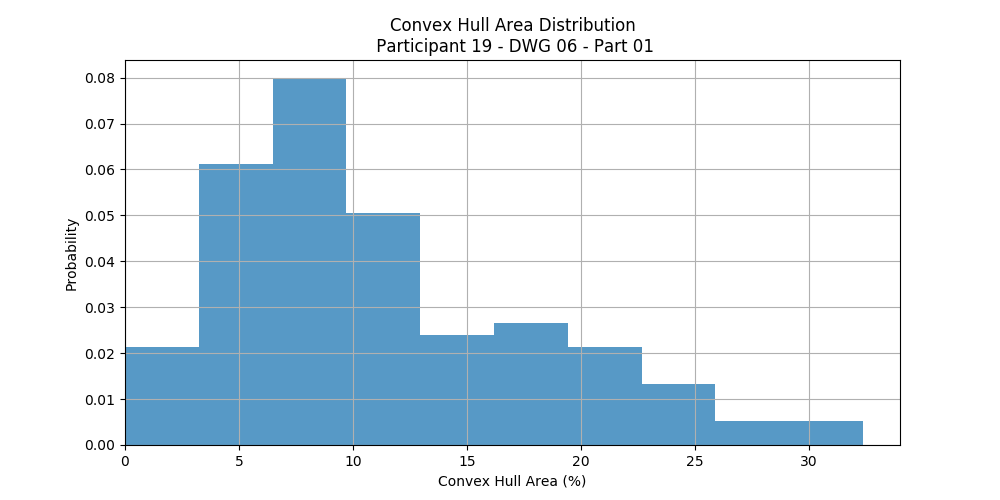 Convex Hull Area Distribution
Participant 19 - DWG 06 - Part 01
0.08
0.07
0.06
0.05
0.04
0.03
0.02
0.01
0.00
Probability
0 5 10 15 20 25 30
Convex Hull Area (%)